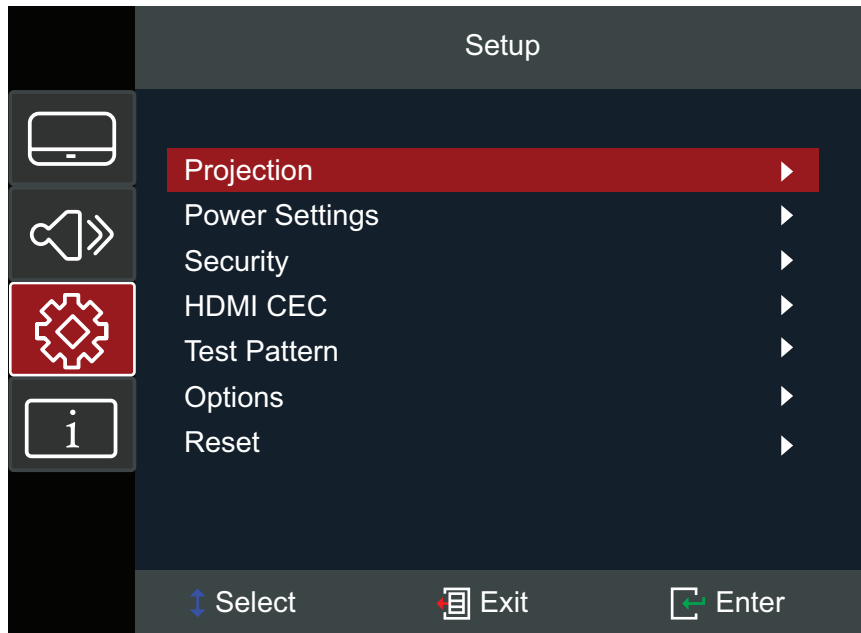 Setup
Projection
Power Settings
Security
HDMI CEC
Test Pattern
Options
Reset
i
Select Exit Enter